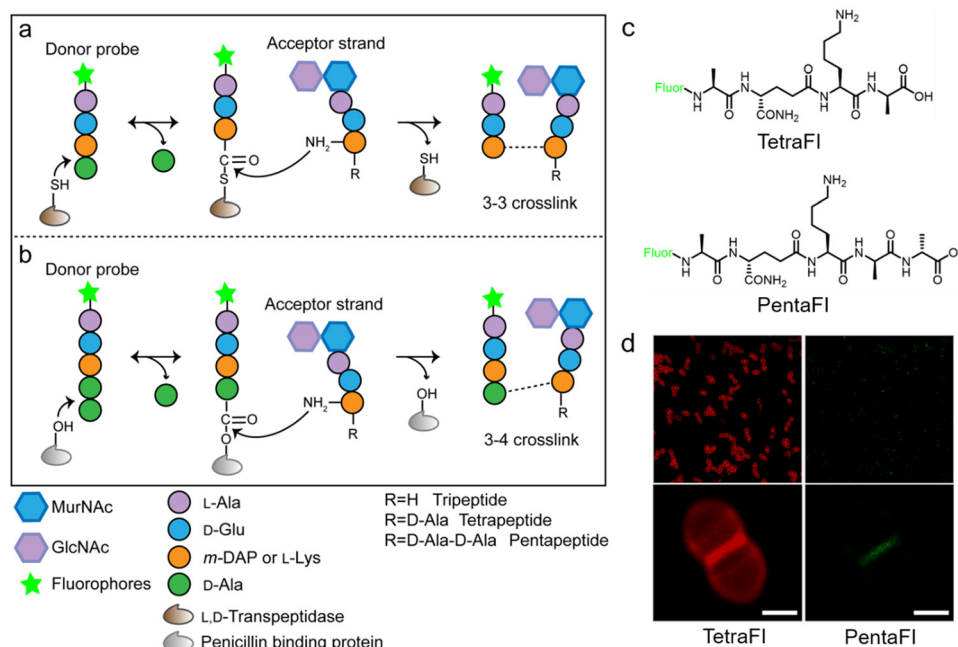 a
Donor probe
Acceptor strand
SH
C=O
S
NH2
R
SH
3-3 crosslink
b
Donor probe
Acceptor strand
OH
C=O
O
NH2
R
OH
3-4 crosslink
MurNAc
GlcNAc
Fluorophores
L-Ala
D-Glu
m-DAP or L-Lys
D-Ala
L,D-Transpeptidase
Penicillin binding protein
R=H Tripeptide
R=D-Ala Tetrapeptide
R=D-Ala-D-Ala Pentapeptide
c
NH2
Fluor
N
H
O
H
N
CONH2
O
N
H
O
H
N
O
OH
TetraFl
NH2
Fluor
N
H
O
H
N
CONH2
O
N
H
O
H
N
O
H
N
O
O
PentaFl
d
TetraFl
PentaFl